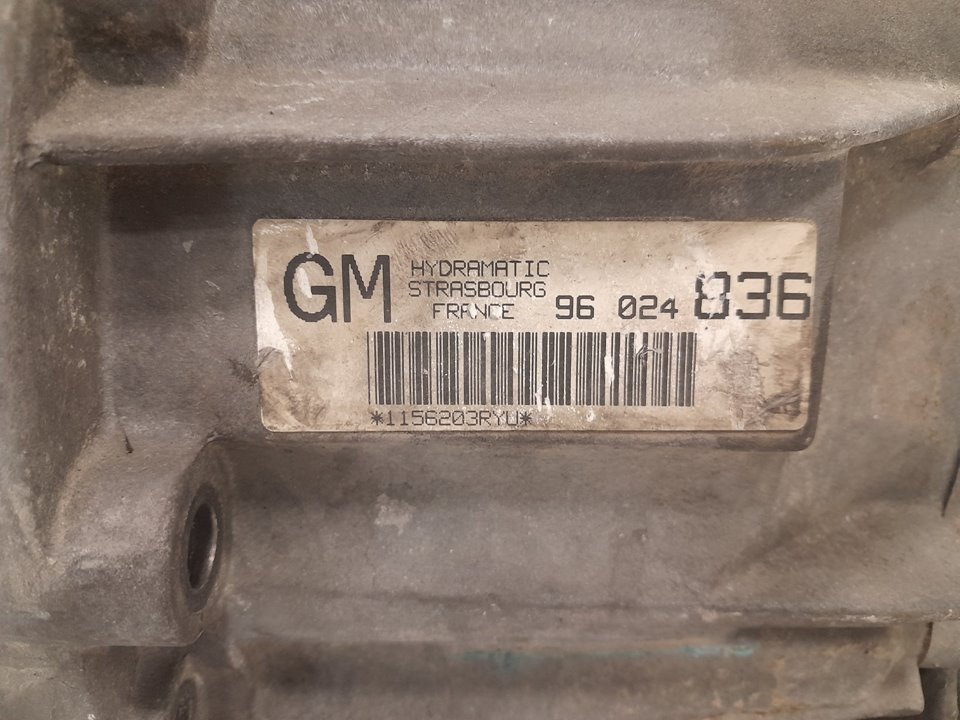 GM HYDRAMATIC
STRASBOURG
FRANCE 96 024 836
*1156203RYU*